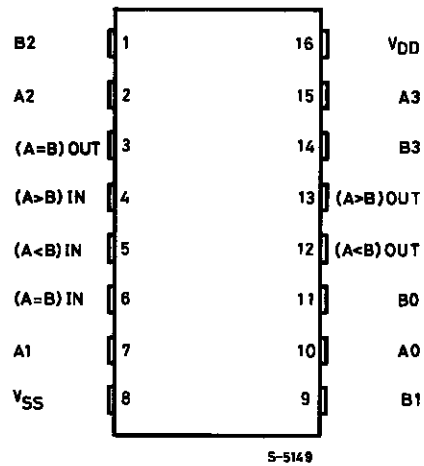 B2 1 16 VDD
A2 2 15 A3
(A=B) OUT 3 14 B3
(A>B) IN 4 13 (A>B) OUT
(A<B) IN 5 12 (A<B) OUT
(A=B) IN 6 11 B0
A1 7 10 A0
VSS 8 9 B1
S-5149